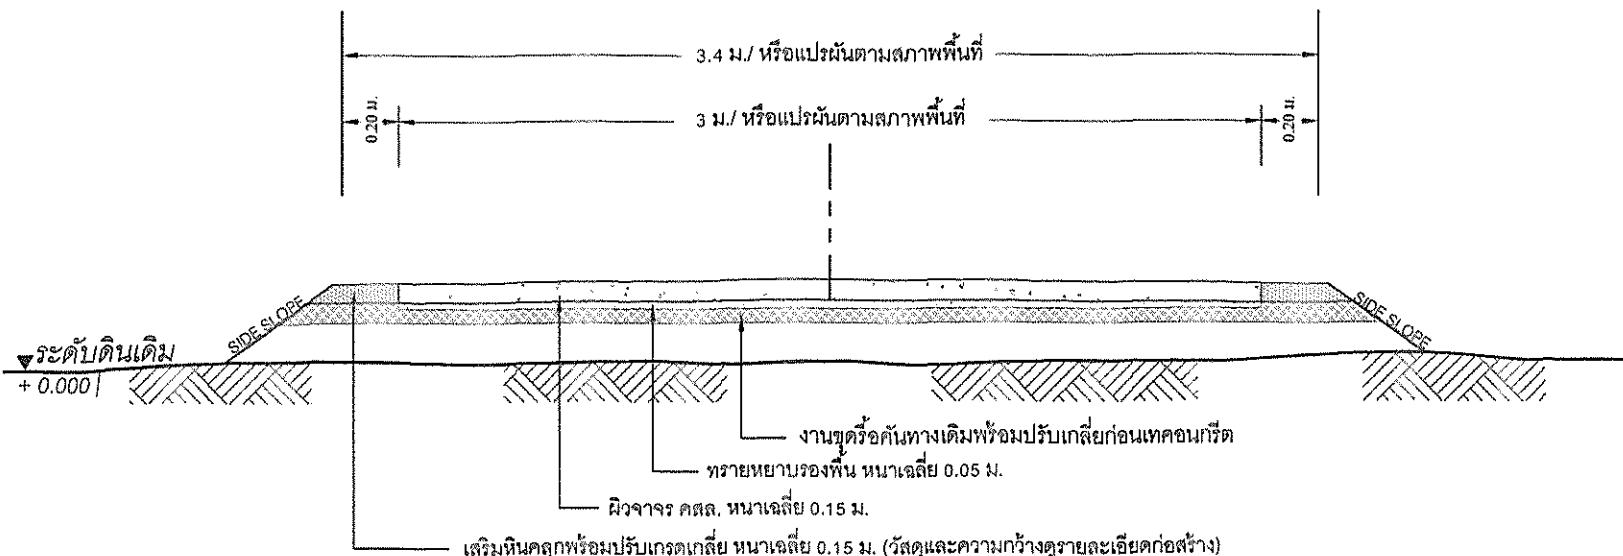 3.4 ม./ หรือแปรผันตามสภาพพื้นที่
0.20 ม.
3 ม./ หรือแปรผันตามสภาพพื้นที่
0.20 ม.
SIDE SLOPE
SIDE SLOPE
ระดับดินเดิม
+ 0.000
งานขุดรื้อคันทางเดิมพร้อมปรับเกลี่ยก่อนเทคอนกรีต
ทรายหยาบรองพื้น หนาเฉลี่ย 0.05 ม.
ผิวจาจร คสล. หนาเฉลี่ย 0.15 ม.
เสริมหินคลุกพร้อมปรับเกรดเกลี่ย หนาเฉลี่ย 0.15 ม. (วัสดุและความกว้างดูรายละเอียดก่อสร้าง)